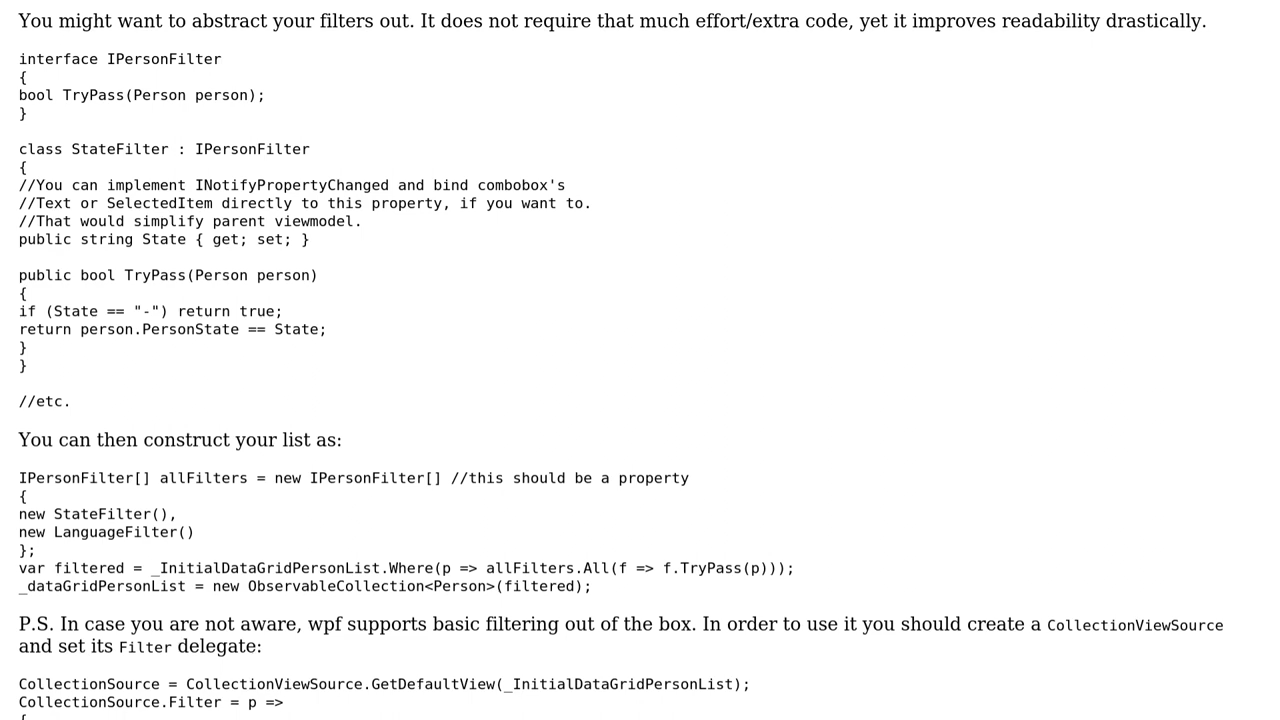 You might want to abstract your filters out. It does not require that much effort/extra code, yet it improves readability drastically.
interface IPersonFilter
{
bool TryPass(Person person);
}
class StateFilter : IPersonFilter
{
//You can implement INotifyPropertyChanged and bind combobox's
//Text or SelectedItem directly to this property, if you want to.
//That would simplify parent viewmodel.
public string State { get; set; }
public bool TryPass(Person person)
{
if (State == "-") return true;
return person.PersonState == State;
}
}
//etc.
You can then construct your list as:
IPersonFilter[] allFilters = new IPersonFilter[] //this should be a property
{
new StateFilter(),
new LanguageFilter()
};
var filtered = _InitialDataGridPersonList.Where(p => allFilters.All(f => f.TryPass(p)));
_dataGridPersonList = new ObservableCollection<Person>(filtered);
P.S. In case you are not aware, wpf supports basic filtering out of the box. In order to use it you should create a CollectionViewSource
and set its Filter delegate:
CollectionSource = CollectionViewSource.GetDefaultView(_InitialDataGridPersonList);
CollectionSource.Filter = p =>
{